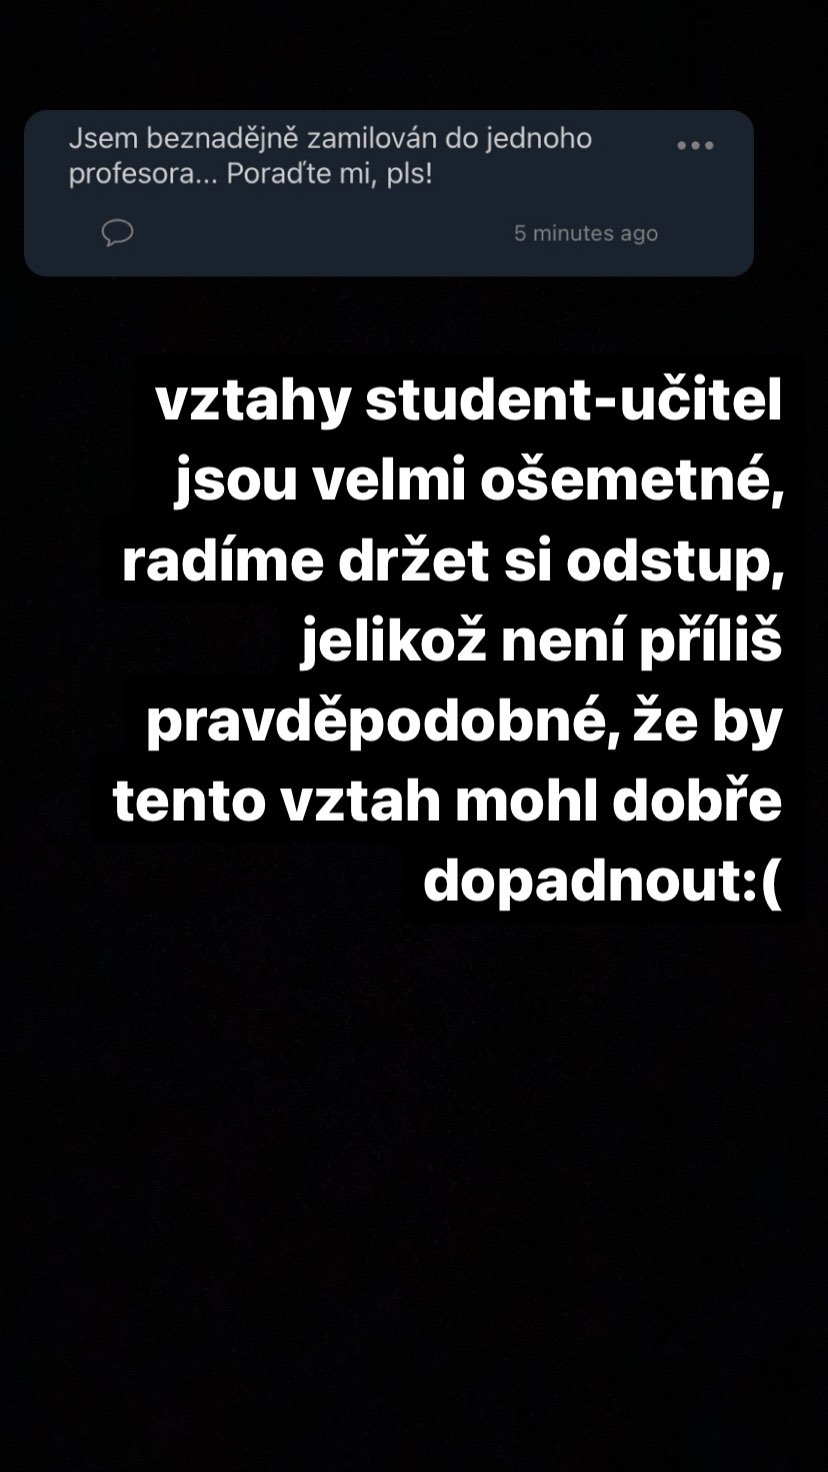 Jsem beznadějně zamilován do jednoho
profesora... Poraďte mi, pls!
5 minutes ago
vztahy student-učitel
jsou velmi ošemetné,
radíme držet si odstup,
jelikož není příliš
pravděpodobné, že by
tento vztah mohl dobře
dopadnout:(